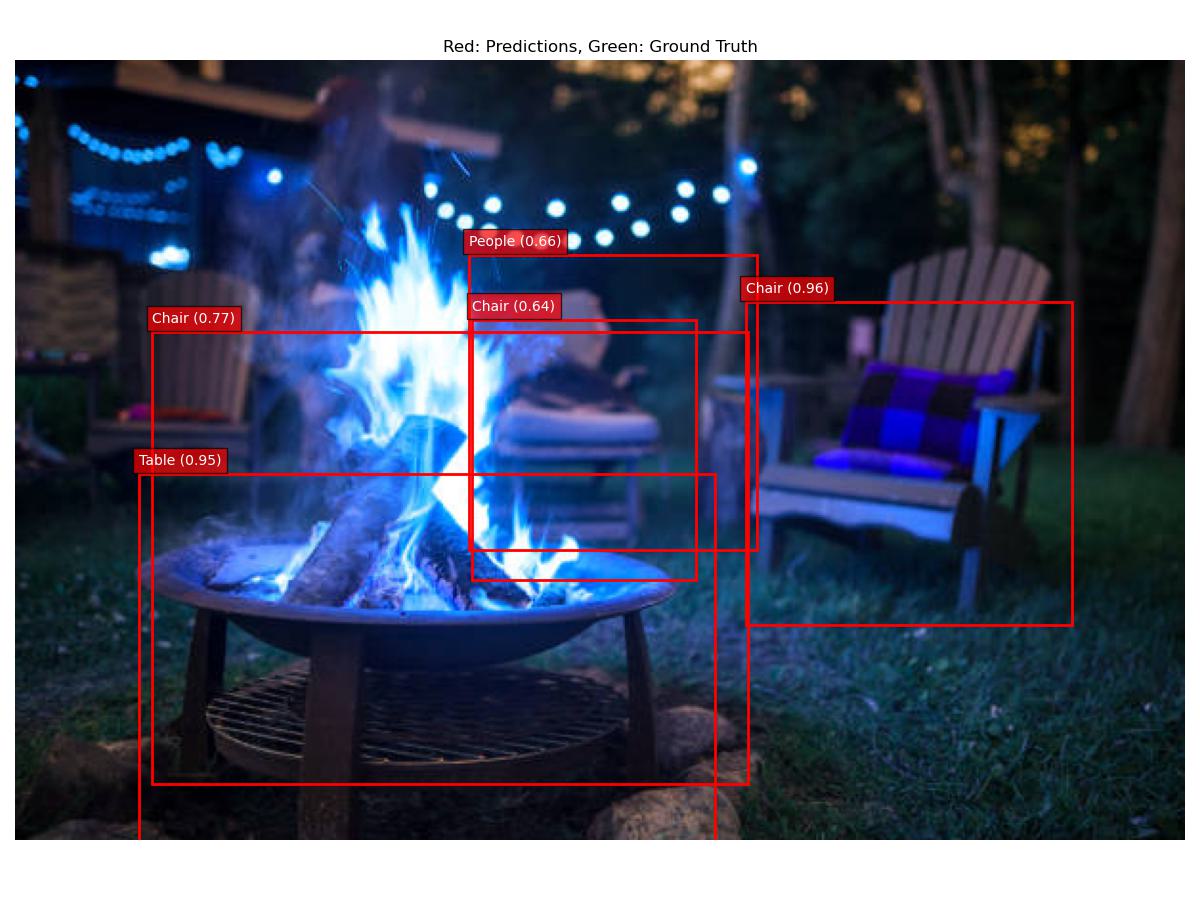 Red: Predictions, Green: Ground Truth
People (0.66)
Chair (0.96)
Chair (0.64)
Chair (0.77)
Table (0.95)